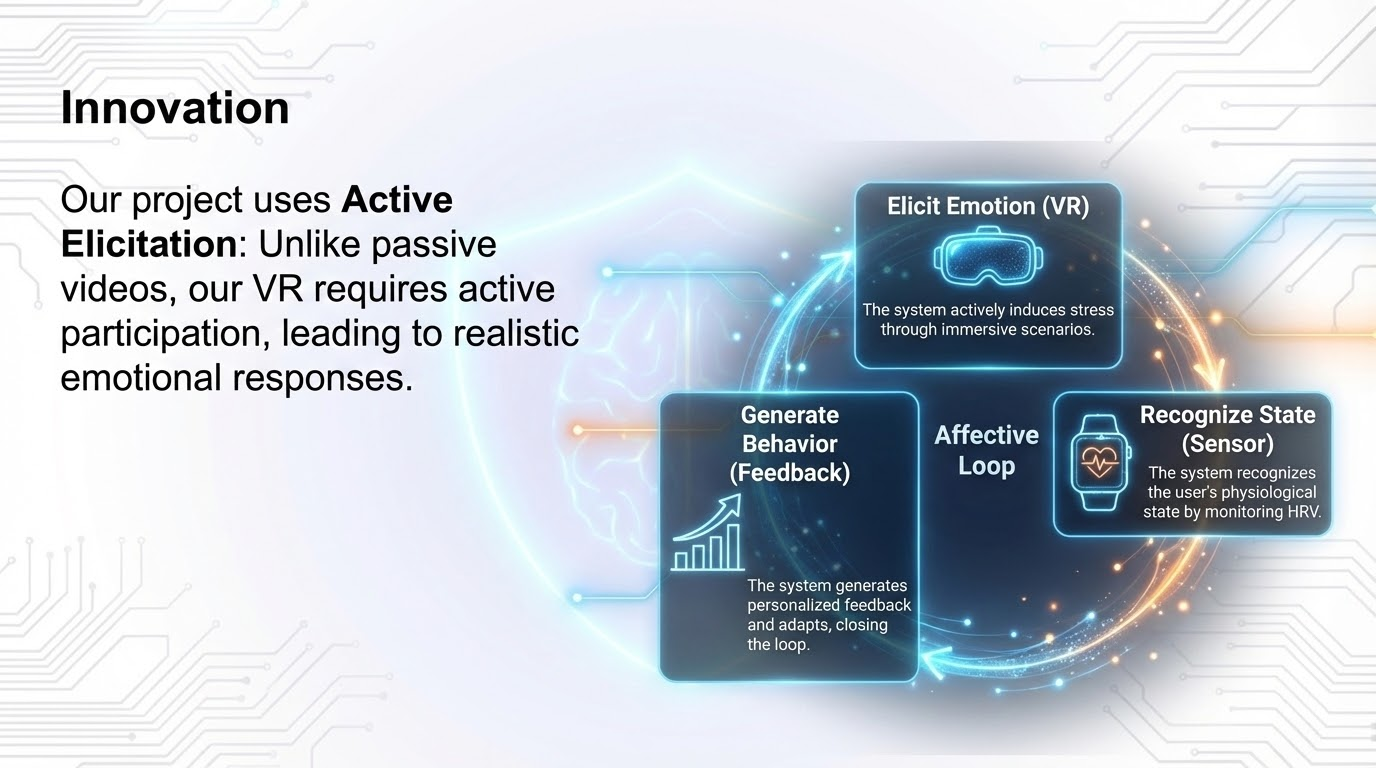 Innovation
Our project uses Active
Elicitation: Unlike passive
videos, our VR requires active
participation, leading to realistic
emotional responses.
Elicit Emotion (VR)
The system actively induces stress
through immersive scenarios.
Recognize State
(Sensor)
The system recognizes
the user's physiological
state by monitoring HRV.
Generate
Behavior
(Feedback)
The system generates
personalized feedback
and adapts, closing
the loop.
Affective
Loop